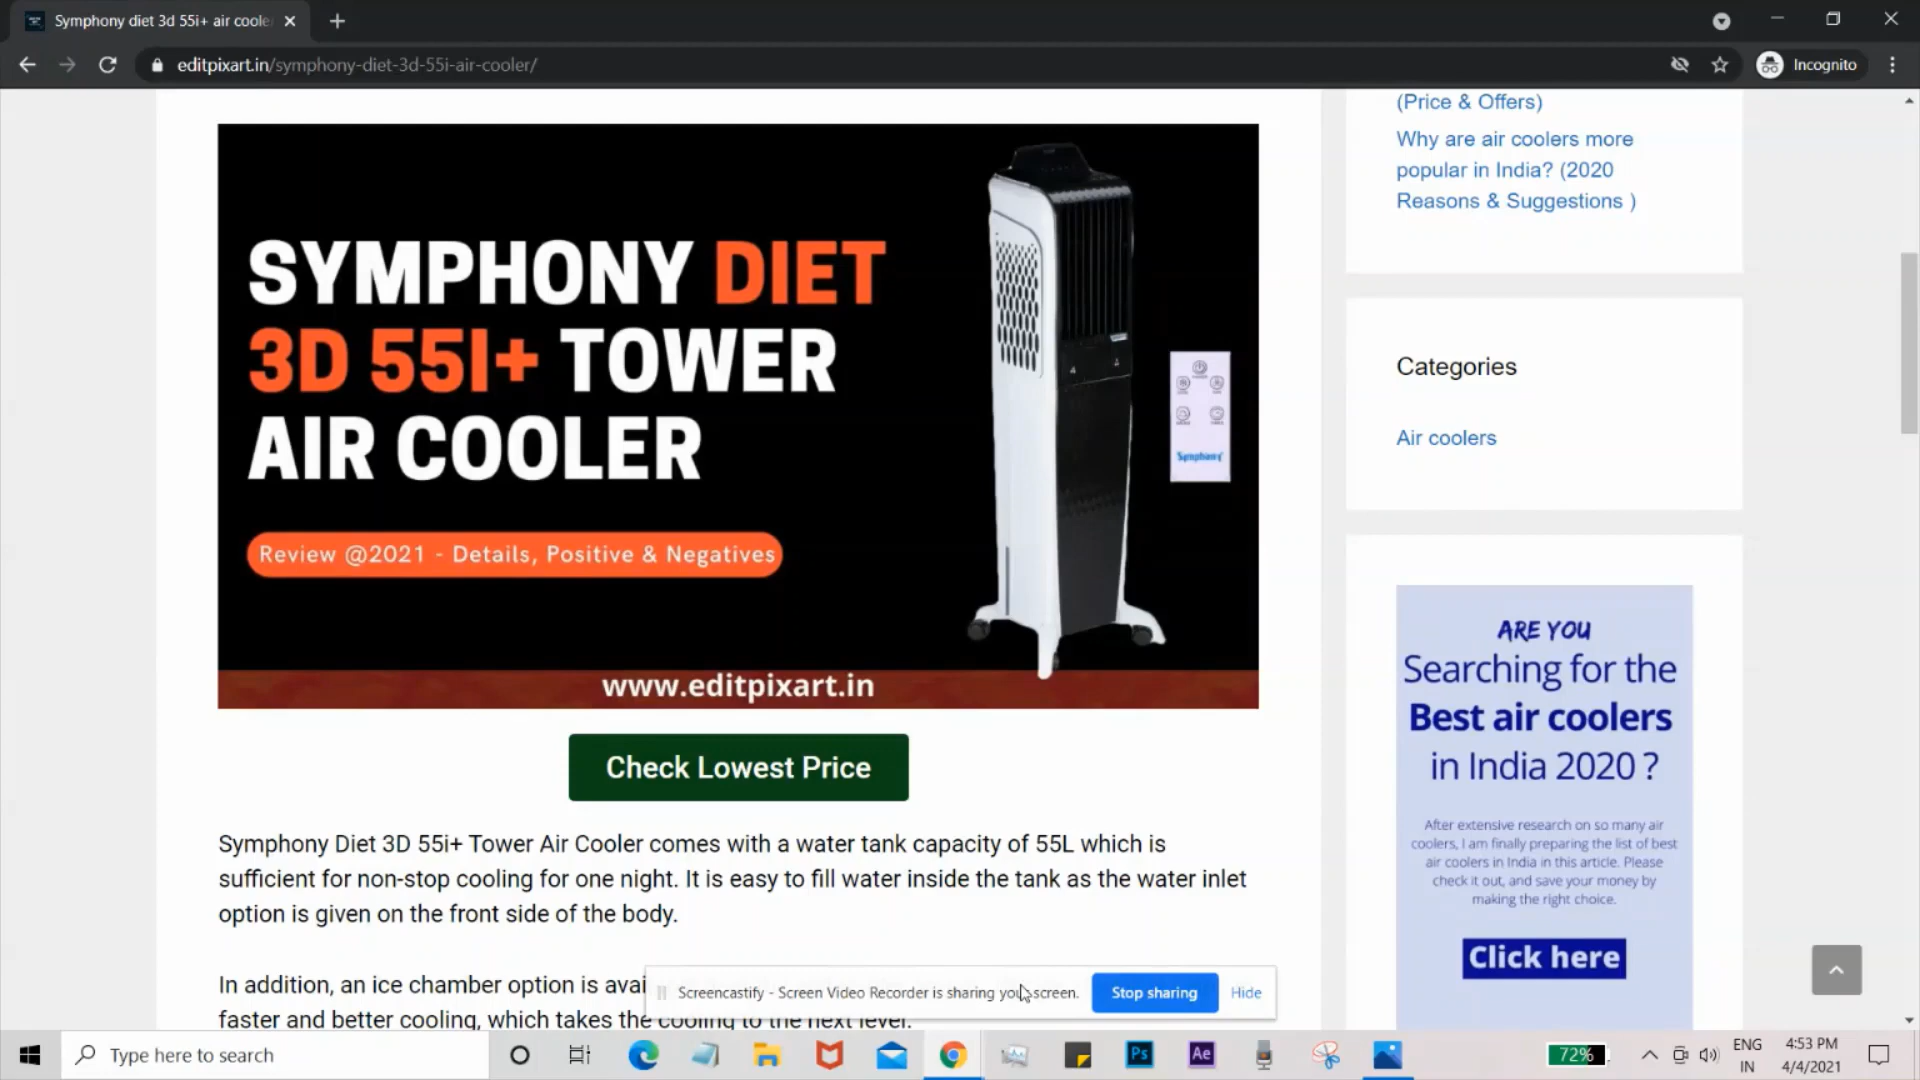 Symphony diet 3d 55i+ air coole
editpixart.in/symphony-diet-3d-55i-air-cooler/
Incognito
SYMPHONY DIET
3D 55I+ TOWER
AIR COOLER
Symphony
Review @2021 - Details, Positive & Negatives
www.editpixart.in
Check Lowest Price
Symphony Diet 3D 55i+ Tower Air Cooler comes with a water tank capacity of 55L which is
sufficient for non-stop cooling for one night. It is easy to fill water inside the tank as the water inlet
option is given on the front side of the body.
In addition, an ice chamber option is avai
faster and better cooling, which takes the cooling to the next level.
(Price & Offers)
Why are air coolers more
popular in India? (2020
Reasons & Suggestions )
Categories
Air coolers
ARE YOU
Searching for the
Best air coolers
in India 2020 ?
After extensive research on so many air
coolers, I am finally preparing the list of best
air coolers in India in this article. Please
check it out, and save your money by
making the right choice.
Click here
Screencastify - Screen Video Recorder is sharing your screen.
Stop sharing
Hide
Type here to search
Ps
Ae
72%
ENG
IN
4:53 PM
4/4/2021